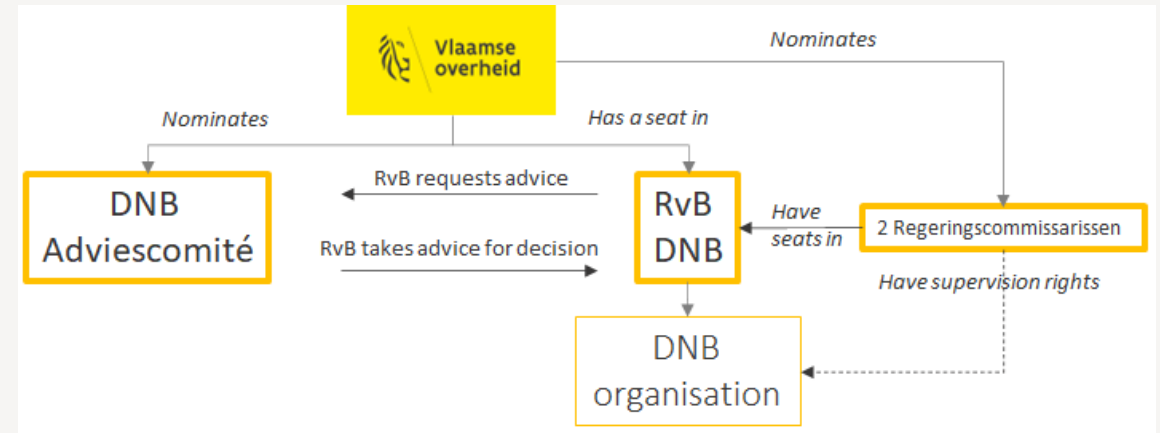 Vlaamse
overheid
Nominates
Nominates
Has a seat in
DNB
Adviescomité
RvB requests advice
RvB takes advice for decision
RvB
DNB
Have
seats in
2 Regeringscommissarissen
Have supervision rights
DNB
organisation